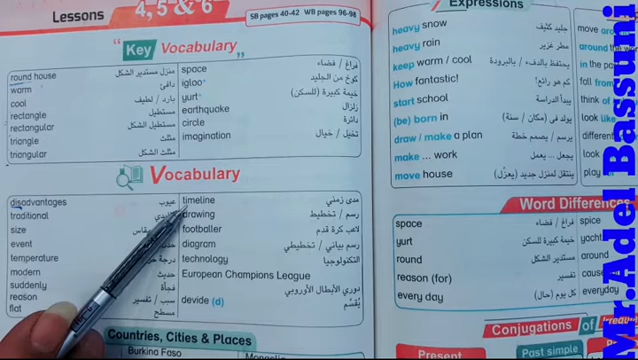 Lessons 4, 5 & 6
SB pages 40-42 WB pages 96-98
"Key Vocabulary"
round house منزل مستدير الشكل
warm دافئ
cool بارد / لطيف
rectangle مستطيل
rectangular مستطيل الشكل
triangle مثلث
triangular مثلث الشكل
space فراغ / فضاء
igloo كوخ من الجليد
yurt خيمة كبيرة (للسكن)
earthquake زلزال
circle دائرة
imagination تخيل / خيال
Vocabulary
disadvantages عيوب
traditional
size مقاس
event
temperature درجة
modern حديث
suddenly فجأة
reason سبب / تفسير
flat مسطح
timeline مدى زمني
drawing رسم / تخطيط
footballer لاعب كرة قدم
diagram رسم بياني / تخطيطي
technology التكنولوجيا
European Champions League
دوري الأبطال الأوروبي
devide (d) يُقسِّم
Countries, Cities & Places
Burkina Faso
Expressions
heavy snow جليد كثيف
heavy rain مطر غزير
keep warm / cool يحتفظ بالدفء / بالبرودة
How fantastic! كم هو رائع!
start school يبدأ الدراسة
(be) born in يولد في (مكان / سنة)
draw / make a plan يرسم / يصمم خطة
make ... work يجعل ... يعمل
move house ينتقل لمنزل جديد (يعزل)
move
around the
in the
fall from
think of
look like
different
look
Word Differences
space فراغ / فضاء
yurt خيمة كبيرة للسكن
round مستدير الشكل
reason (for) تفسير
every day كل يوم (حال)
spice
yacht
around
cause
everyday
Conjugations of
Present
Past simple
Past
Mr. Adel Bassuni